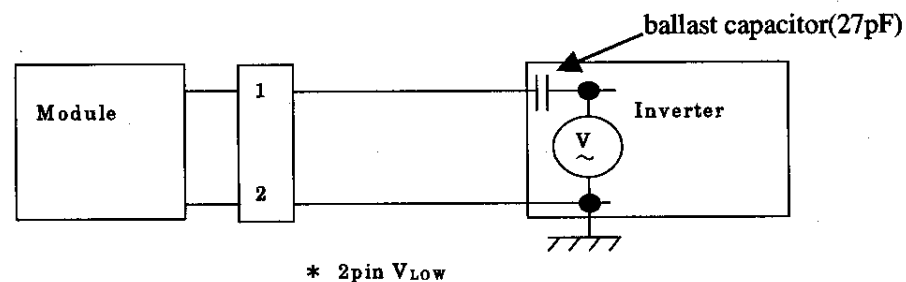 ballast capacitor(27pF)
Module
1
Inverter
V
~
2
* 2pin VLOW